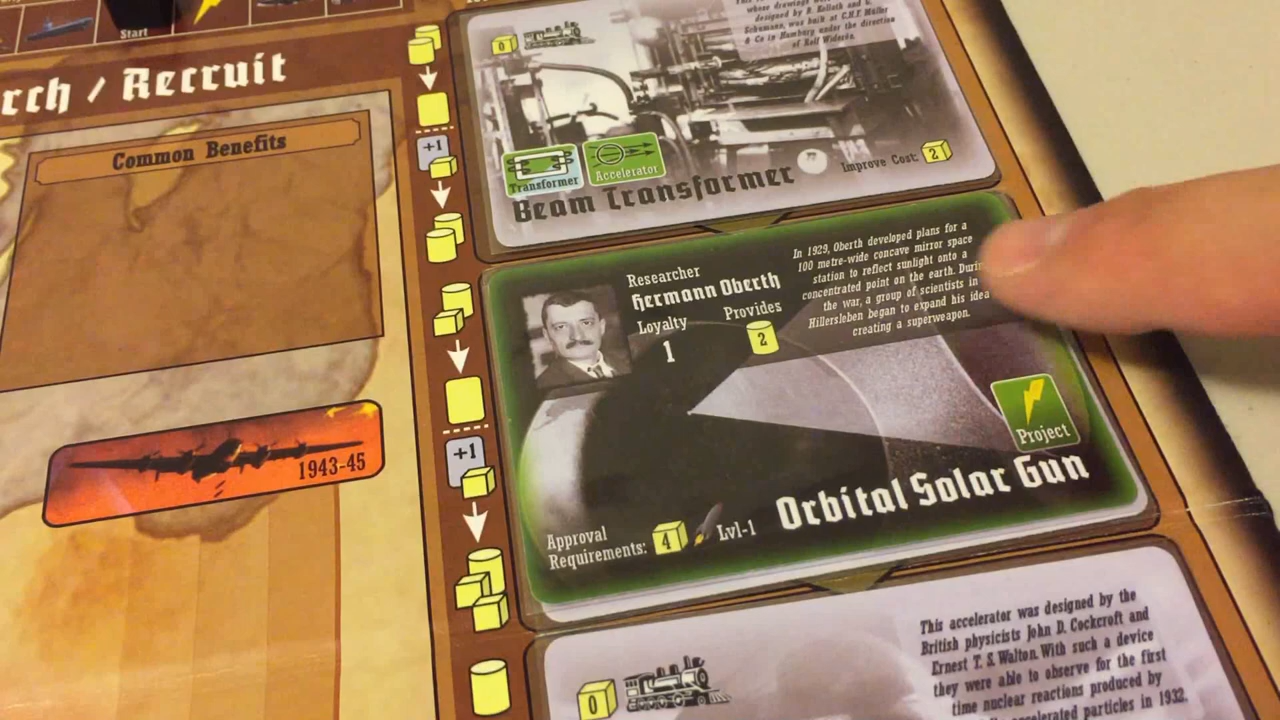 Start
rch / Recruit
Common Benefits
1943-45
+1
+1
0
designed by B. Kolloth and
Schumann, was built at C.H.F. Müller
& Co in Hamburg under the direction
of Rolf Wideröe.
Transformer
Accelerator
Improve Cost: 2
Beam Transformer
Researcher
Hermann Oberth
Loyalty
1
Provides
2
In 1929, Oberth developed plans for a
100 metre-wide concave mirror space
station to reflect sunlight onto a
concentrated point on the earth. Durin
the war, a group of scientists in
Hillersleben began to expand his idea
creating a superweapon.
Project
Orbital Solar Gun
Approval
Requirements: 4 Lvl-1
0
This accelerator was designed by the
British physicists John D. Cockcroft and
Ernest T. S. Walton. With such a device
they were able to observe for the first
time nuclear reactions produced by
accelerated particles in 1932.